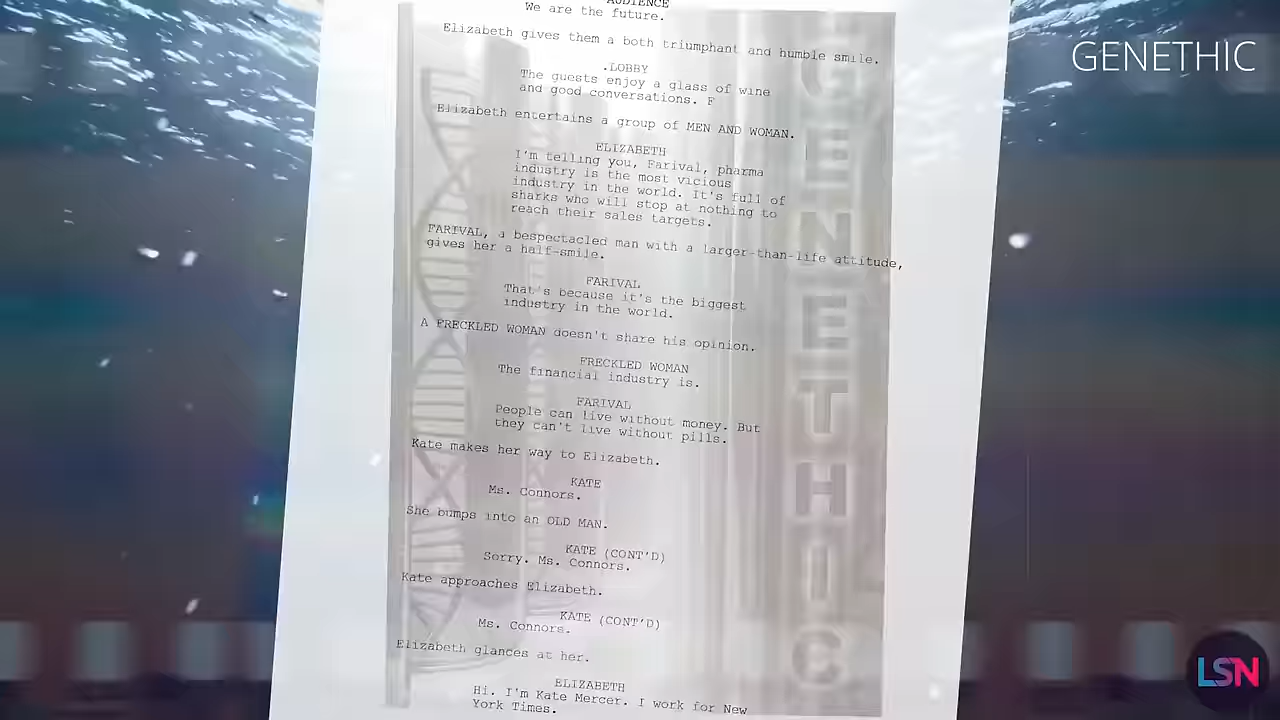 AUDIENCE
We are the future.
Elizabeth gives them a both triumphant and humble smile.
.LOBBY
The guests enjoy a glass of wine
and good conversations. F
Elizabeth entertains a group of MEN AND WOMAN.
ELIZABETH
I'm telling you, Farival, pharma
industry is the most vicious
industry in the world. It's full of
sharks who will stop at nothing to
reach their sales targets.
FARIVAL, a bespectacled man with a larger-than-life attitude,
gives her a half-smile.
FARIVAL
That's because it's the biggest
industry in the world.
A FRECKLED WOMAN doesn't share his opinion.
FRECKLED WOMAN
The financial industry is.
FARIVAL
People can live without money. But
they can't live without pills.
Kate makes her way to Elizabeth.
KATE
Ms. Connors.
She bumps into an OLD MAN.
KATE (CONT'D)
Sorry. Ms. Connors.
Kate approaches Elizabeth.
KATE (CONT'D)
Ms. Connors.
Elizabeth glances at her.
ELIZABETH
Hi. I'm Kate Mercer. I work for New
York Times.
GENETHIC
GENETHIC
LSN